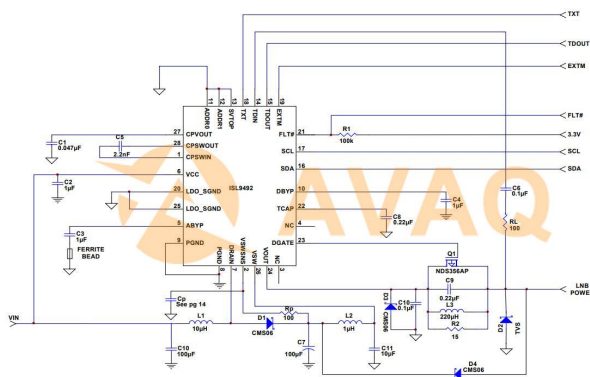 TXT
TDOUT
EXTM
FLT#
3.3V
SCL
SDA
11 12 13 18 14 15 19
ADDR0 ADDR1 SVTOP TXT TDIN TDOUT EXTM
27 CPVOUT
28 CPSWOUT
1 CPSWIN
6 VCC
20 LDO_SGND
25 LDO_SGND
5 ABYP
9 PGND
ISL9492
FLT# 21
SCL 17
SDA 16
DBYP 10
TCAP 22
NC 4
DGATE 23
PGND DRAIN VSW/SNS VSW VOUT NC
8 7 2 26 24 3
C1
0.047µF
C5
2.2nF
C2
1µF
C3
1µF
FERRITE
BEAD
R1
100k
C4
1µF
C8
0.22µF
C6
0.1µF
RL
100
Q1
NDS356AP
C9
0.22µF
L3
220µH
R2
15
D3
CMS06
C10
0.1µF
D2
TVS
LNB
POWE
Cp
See pg 14
VIN
L1
10µH
C10
100µF
D1
CMS06
Rp
100
C7
100µF
L2
1µH
C11
10µF
D4
CMS06
AVAQ